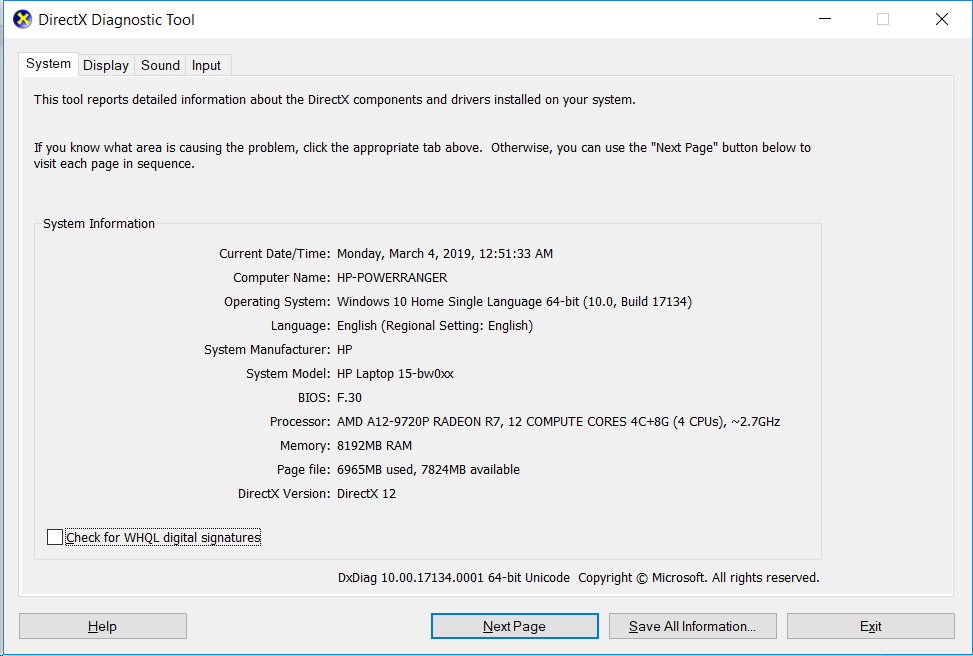 DirectX Diagnostic Tool
System Display Sound Input
This tool reports detailed information about the DirectX components and drivers installed on your system.
If you know what area is causing the problem, click the appropriate tab above.  Otherwise, you can use the "Next Page" button below to
visit each page in sequence.
System Information
Current Date/Time: Monday, March 4, 2019, 12:51:33 AM
Computer Name: HP-POWERRANGER
Operating System: Windows 10 Home Single Language 64-bit (10.0, Build 17134)
Language: English (Regional Setting: English)
System Manufacturer: HP
System Model: HP Laptop 15-bw0xx
BIOS: F.30
Processor: AMD A12-9720P RADEON R7, 12 COMPUTE CORES 4C+8G (4 CPUs), ~2.7GHz
Memory: 8192MB RAM
Page file: 6965MB used, 7824MB available
DirectX Version: DirectX 12
Check for WHQL digital signatures
DxDiag 10.00.17134.0001 64-bit Unicode  Copyright © Microsoft. All rights reserved.
Help Next Page Save All Information... Exit